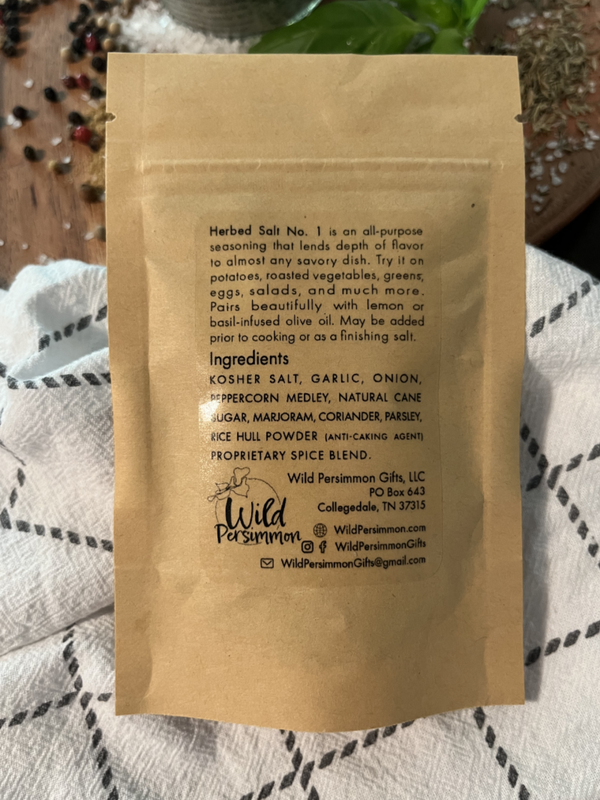 Herbed Salt No. 1 is an all-purpose
seasoning that lends depth of flavor
to almost any savory dish. Try it on
potatoes, roasted vegetables, greens,
eggs, salads, and much more.
Pairs beautifully with lemon or
basil-infused olive oil. May be added
prior to cooking or as a finishing salt.
Ingredients
KOSHER SALT, GARLIC, ONION,
PEPPERCORN MEDLEY, NATURAL CANE
SUGAR, MARJORAM, CORIANDER, PARSLEY,
RICE HULL POWDER (ANTI-CAKING AGENT)
PROPRIETARY SPICE BLEND.
Wild Persimmon Gifts, LLC
PO Box 643
Collegedale, TN 37315
Wild
Persimmon
WildPersimmon.com
WildPersimmonGifts
WildPersimmonGifts@gmail.com